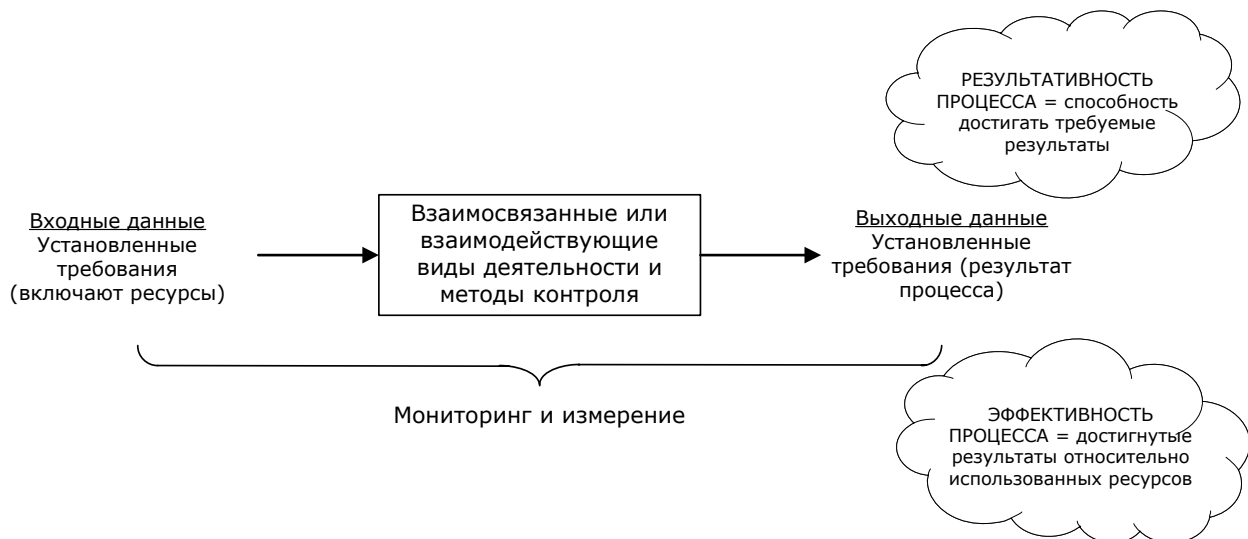 РЕЗУЛЬТАТИВНОСТЬ
ПРОЦЕССА = способность
достигать требуемые
результаты
Входные данные
Установленные
требования
(включают ресурсы)
Взаимосвязанные или
взаимодействующие
виды деятельности и
методы контроля
Выходные данные
Установленные
требования (результат
процесса)
Мониторинг и измерение
ЭФФЕКТИВНОСТЬ
ПРОЦЕССА = достигнутые
результаты относительно
использованных ресурсов